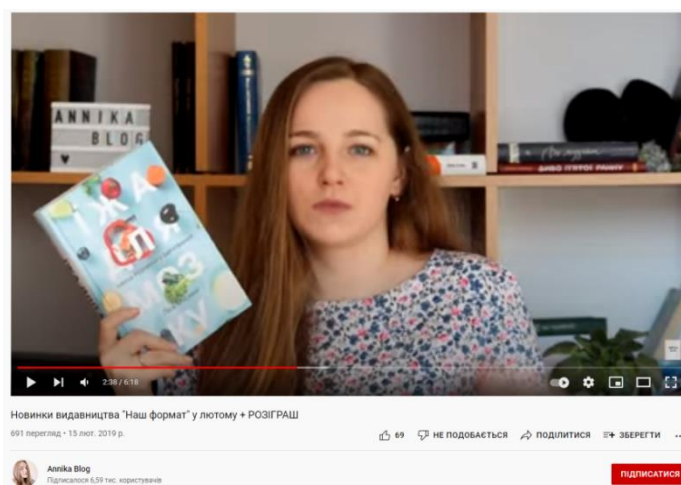 ANNIKA
BLOG
ЇЖА
ДЛЯ
МОЗ
КУ
ДИВО П'ЯТОЇ РАНКУ
2:38 / 6:18
Новинки видавництва "Наш формат" у лютому + РОЗІГРАШ
691 перегляд • 15 лют. 2019 р.
69 НЕ ПОДОБАЄТЬСЯ ПОДІЛИТИСЯ ЗБЕРЕГТИ ...
Annika Blog
Підписалося 6,59 тис. користувачів
ПІДПИСАТИСЯ